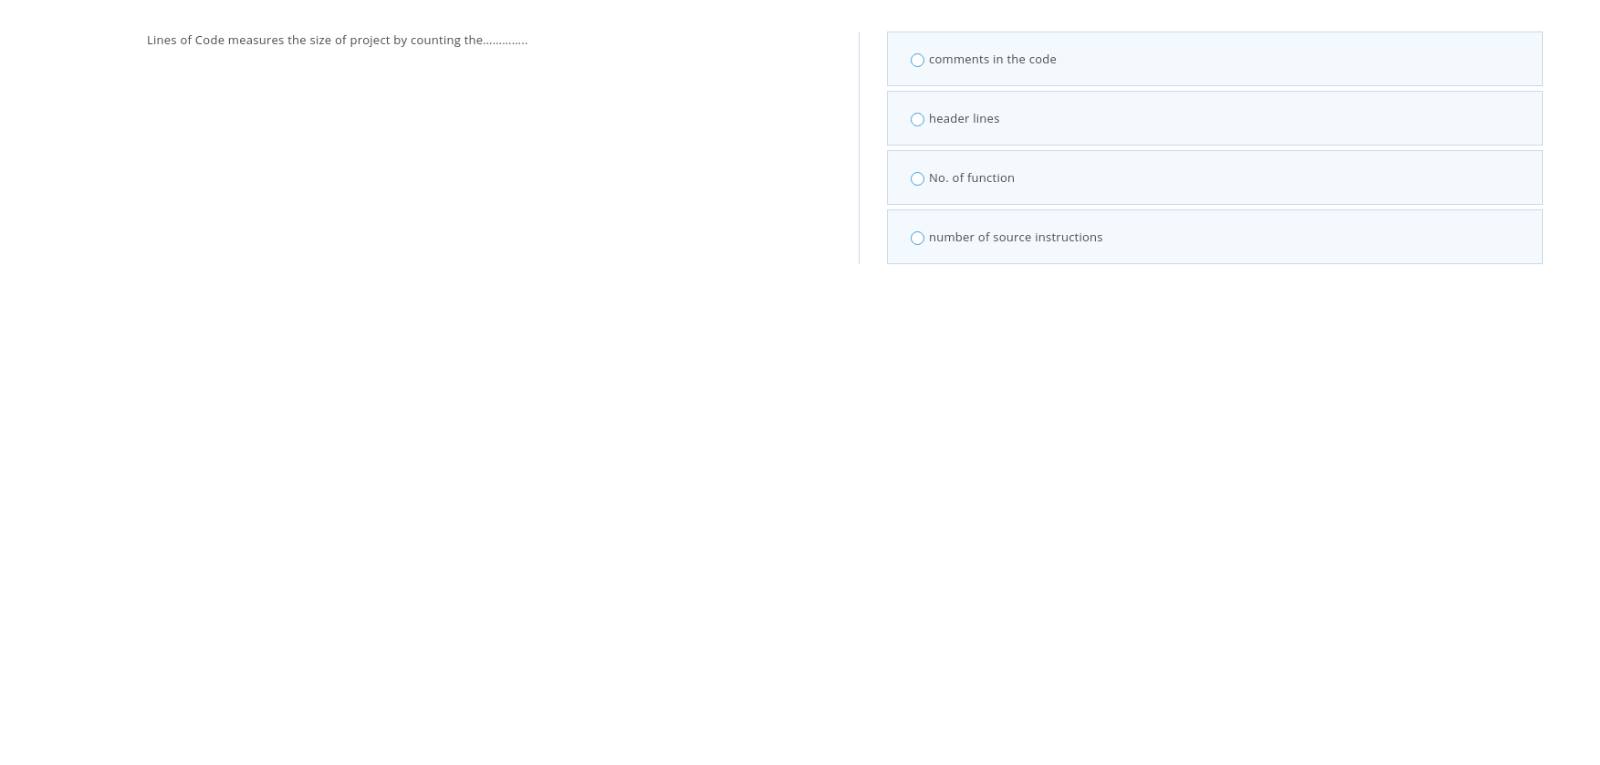 Lines of Code measures the size of project by counting the..............
comments in the code
header lines
No. of function
number of source instructions